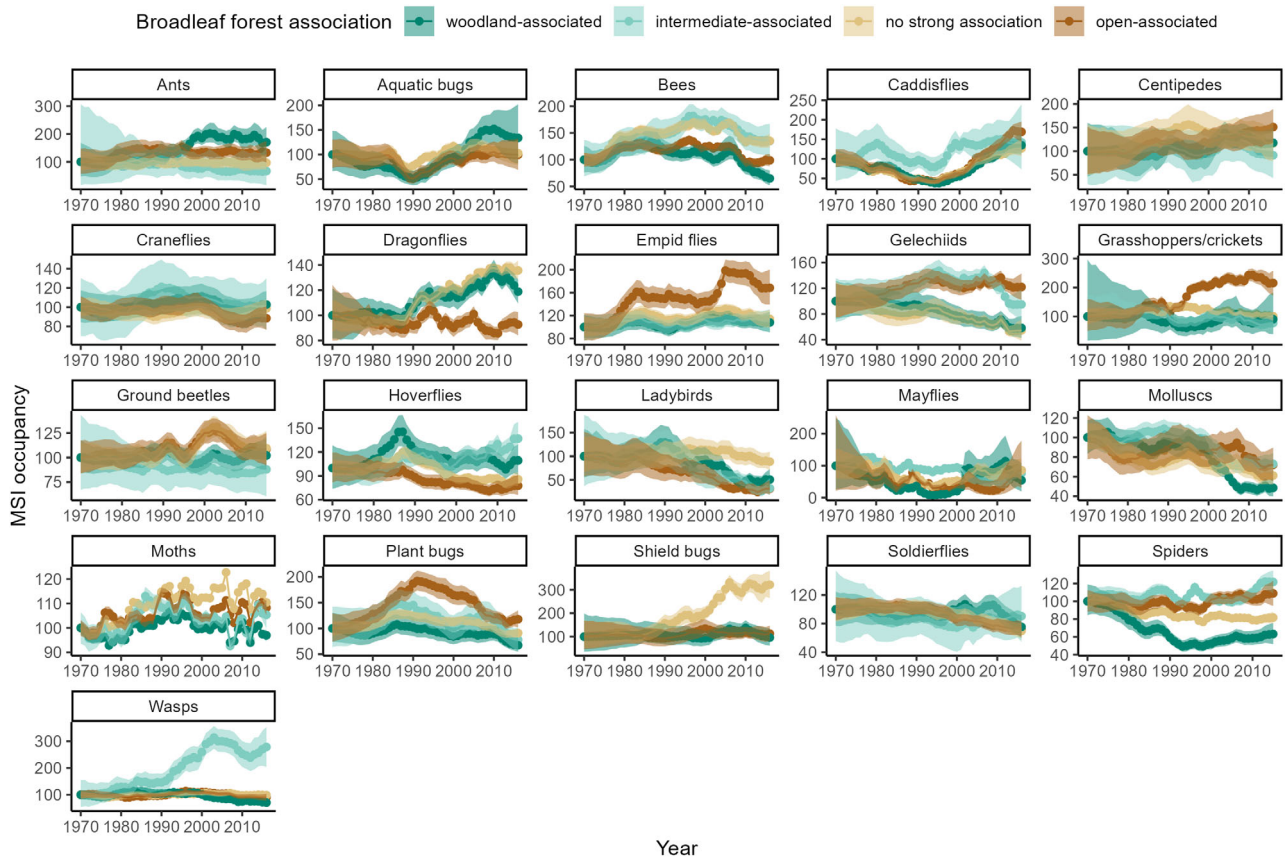 Broadleaf forest association woodland-associated intermediate-associated no strong association open-associated
MSI occupancy
Ants
300
200
100
1970 1980 1990 2000 2010
Aquatic bugs
200
150
100
50
1970 1980 1990 2000 2010
Bees
200
150
100
50
1970 1980 1990 2000 2010
Caddisflies
250
200
150
100
50
1970 1980 1990 2000 2010
Centipedes
200
150
100
50
1970 1980 1990 2000 2010
Craneflies
140
120
100
80
1970 1980 1990 2000 2010
Dragonflies
140
120
100
80
1970 1980 1990 2000 2010
Empid flies
200
160
120
80
1970 1980 1990 2000 2010
Gelechiids
160
120
80
40
1970 1980 1990 2000 2010
Grasshoppers/crickets
300
200
100
1970 1980 1990 2000 2010
Ground beetles
125
100
75
1970 1980 1990 2000 2010
Hoverflies
150
120
90
60
1970 1980 1990 2000 2010
Ladybirds
150
100
50
1970 1980 1990 2000 2010
Mayflies
200
100
0
1970 1980 1990 2000 2010
Molluscs
120
100
80
60
40
1970 1980 1990 2000 2010
Moths
120
110
100
90
1970 1980 1990 2000 2010
Plant bugs
200
150
100
50
1970 1980 1990 2000 2010
Shield bugs
300
200
100
1970 1980 1990 2000 2010
Soldierflies
120
80
40
1970 1980 1990 2000 2010
Spiders
120
100
80
60
40
1970 1980 1990 2000 2010
Wasps
300
200
100
1970 1980 1990 2000 2010
Year